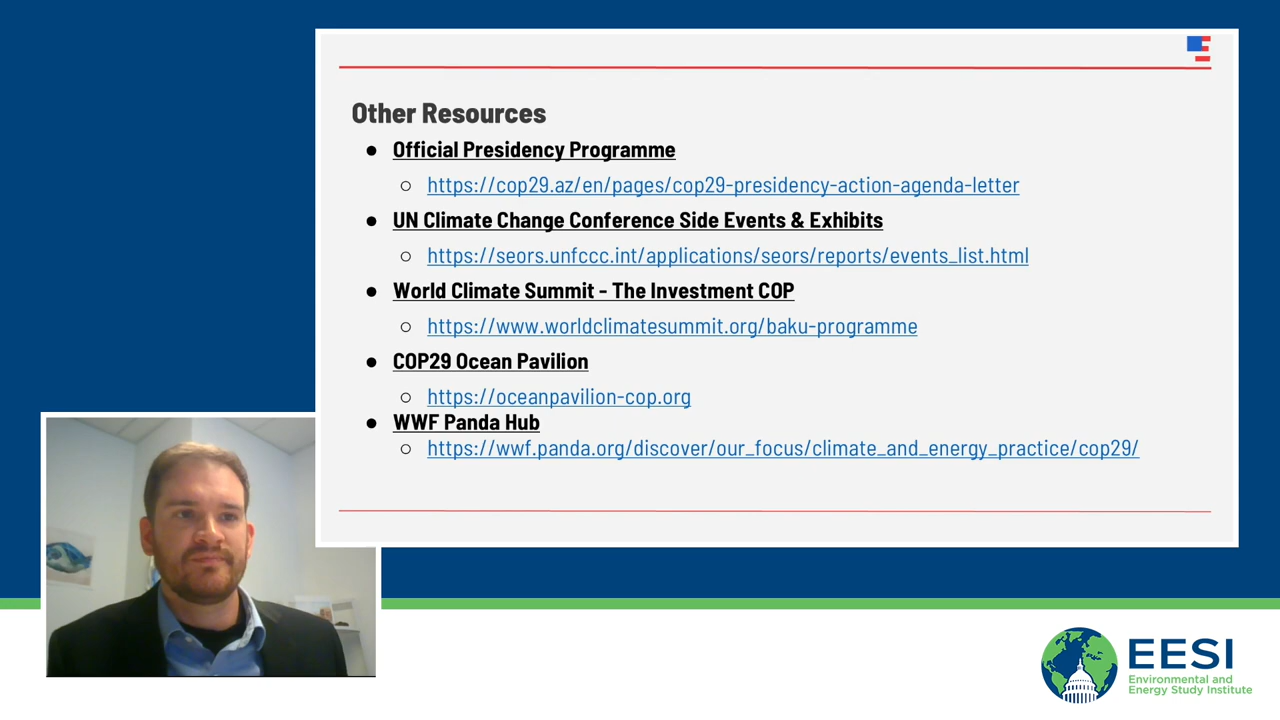 Other Resources
● Official Presidency Programme
○ https://cop29.az/en/pages/cop29-presidency-action-agenda-letter
● UN Climate Change Conference Side Events & Exhibits
○ https://seors.unfccc.int/applications/seors/reports/events_list.html
● World Climate Summit - The Investment COP
○ https://www.worldclimatesummit.org/baku-programme
● COP29 Ocean Pavilion
○ https://oceanpavilion-cop.org
● WWF Panda Hub
○ https://wwf.panda.org/discover/our_focus/climate_and_energy_practice/cop29/
EESI
Environmental and
Energy Study Institute